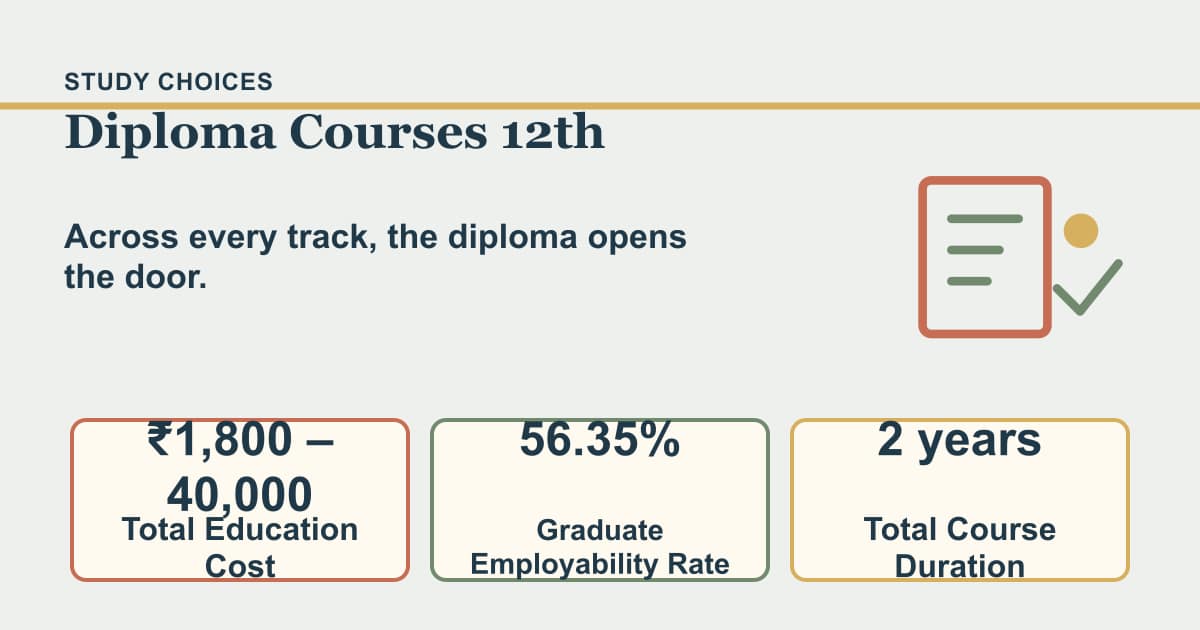 STUDY CHOICES
Diploma Courses 12th
Across every track, the diploma opens
the door.
₹1,800 –
40,000
Total Education
Cost
56.35%
Graduate
Employability Rate
2 years
Total Course
Duration